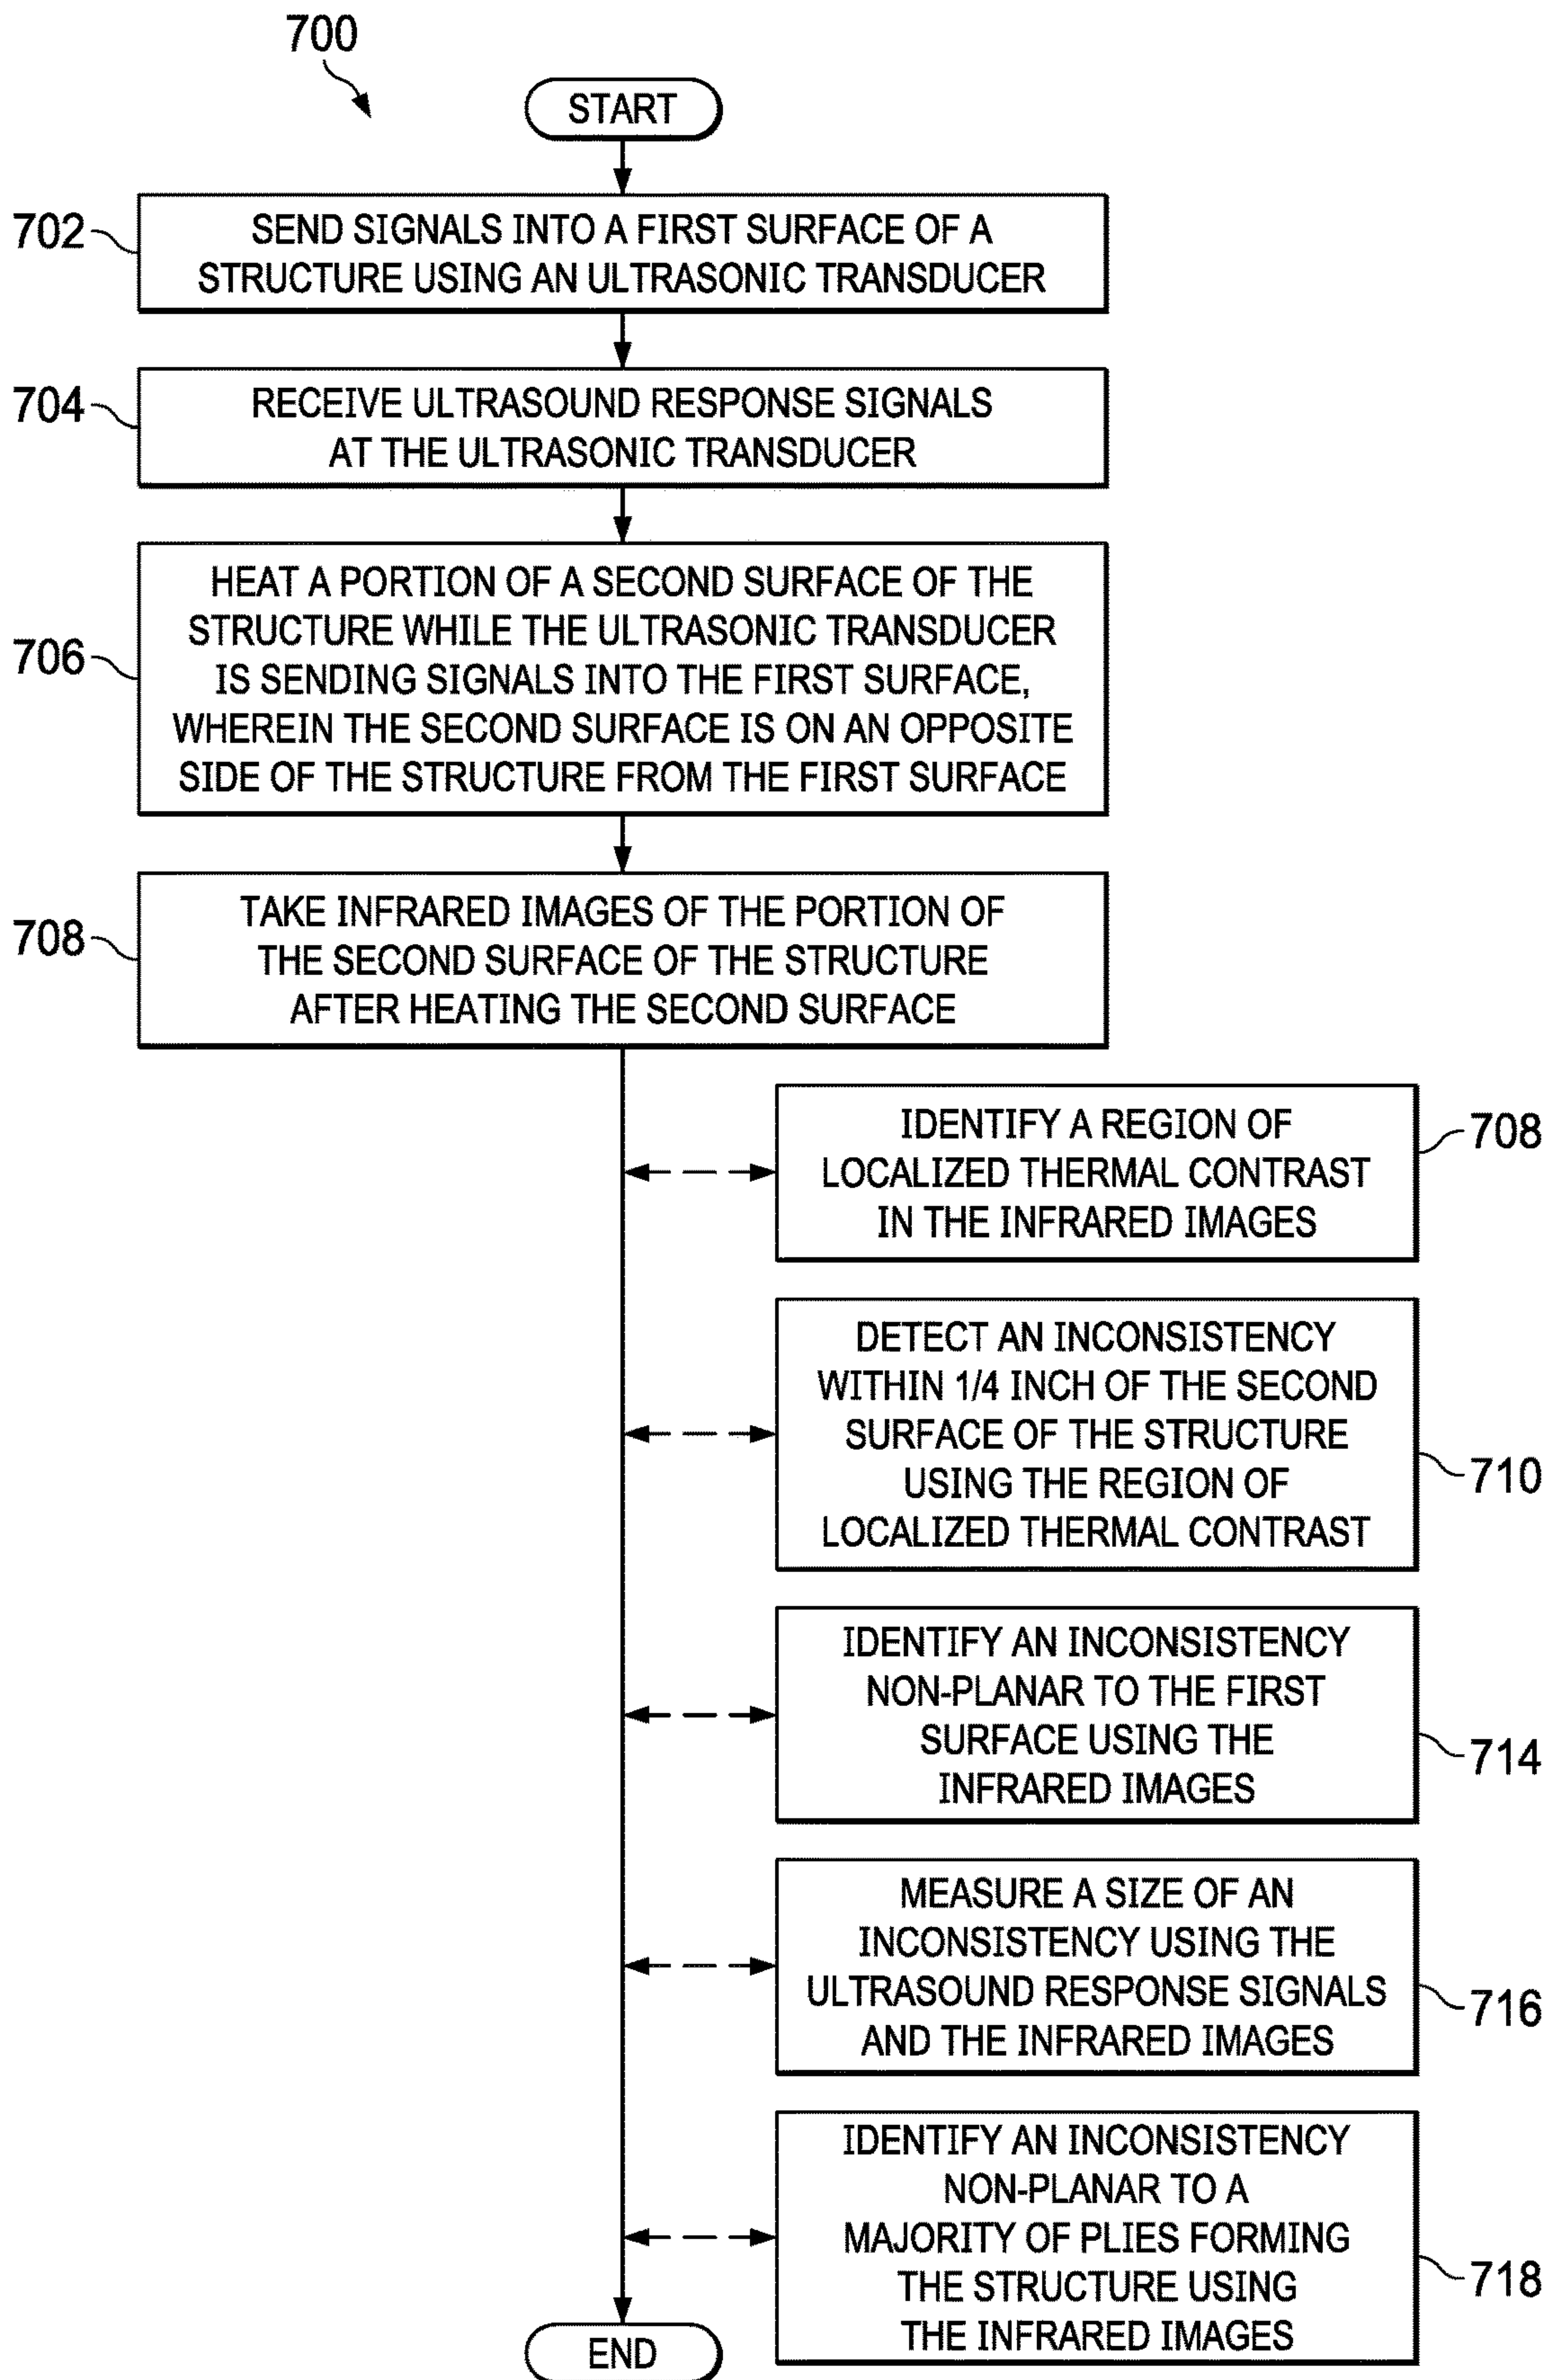 700
START
702
SEND SIGNALS INTO A FIRST SURFACE OF A
STRUCTURE USING AN ULTRASONIC TRANSDUCER
704
RECEIVE ULTRASOUND RESPONSE SIGNALS
AT THE ULTRASONIC TRANSDUCER
706
HEAT A PORTION OF A SECOND SURFACE OF THE
STRUCTURE WHILE THE ULTRASONIC TRANSDUCER
IS SENDING SIGNALS INTO THE FIRST SURFACE,
WHEREIN THE SECOND SURFACE IS ON AN OPPOSITE
SIDE OF THE STRUCTURE FROM THE FIRST SURFACE
708
TAKE INFRARED IMAGES OF THE PORTION OF
THE SECOND SURFACE OF THE STRUCTURE
AFTER HEATING THE SECOND SURFACE
IDENTIFY A REGION OF
LOCALIZED THERMAL CONTRAST
IN THE INFRARED IMAGES
708
DETECT AN INCONSISTENCY
WITHIN 1/4 INCH OF THE SECOND
SURFACE OF THE STRUCTURE
USING THE REGION OF
LOCALIZED THERMAL CONTRAST
710
IDENTIFY AN INCONSISTENCY
NON-PLANAR TO THE FIRST
SURFACE USING THE
INFRARED IMAGES
714
MEASURE A SIZE OF AN
INCONSISTENCY USING THE
ULTRASOUND RESPONSE SIGNALS
AND THE INFRARED IMAGES
716
IDENTIFY AN INCONSISTENCY
NON-PLANAR TO A
MAJORITY OF PLIES FORMING
THE STRUCTURE USING
THE INFRARED IMAGES
718
END